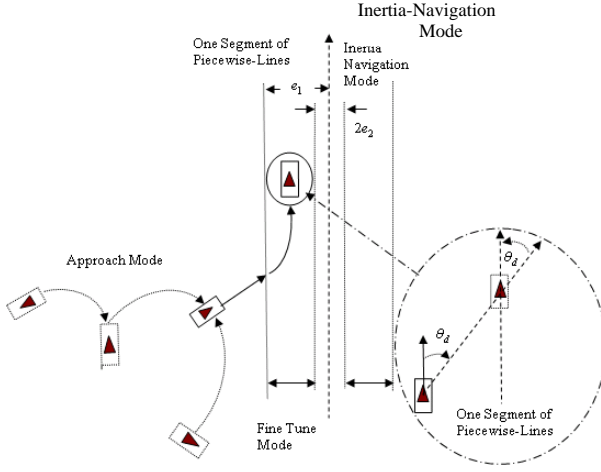 Inertia-Navigation
Mode
One Segment of
Piecewise-Lines
Inertia
Navigation
Mode
e1
2e2
Approach Mode
θd
θd
One Segment of
Piecewise-Lines
Fine Tune
Mode